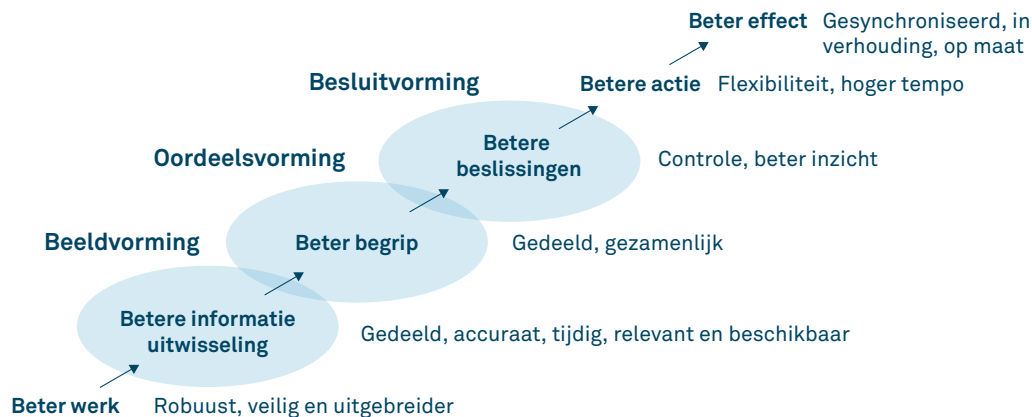 Beter effect Gesynchroniseerd, in
verhouding, op maat
Besluitvorming
Betere actie Flexibiliteit, hoger tempo
Betere
beslissingen
Oordeelsvorming
Controle, beter inzicht
Beeldvorming
Beter begrip
Gedeeld, gezamenlijk
Betere informatie
uitwisseling
Gedeeld, accuraat, tijdig, relevant en beschikbaar
Beter werk Robuust, veilig en uitgebreider